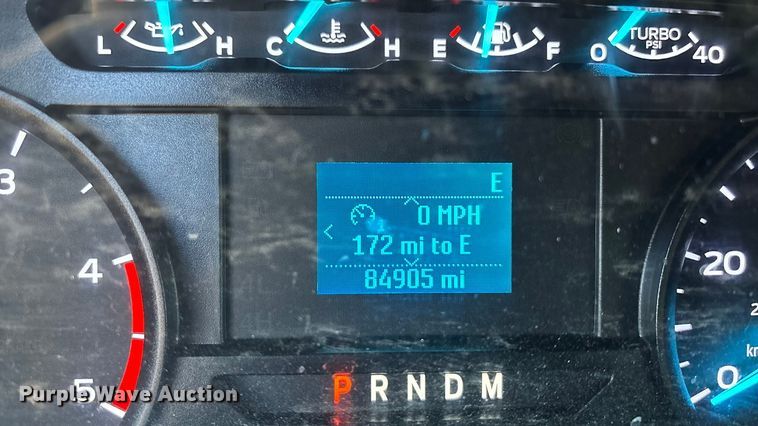 L H C H E F 0 TURBO PSI 40
E
3
0 MPH
172 mi to E
4 20
84905 mi
5 P R N D M 0
Purple Wave Auction